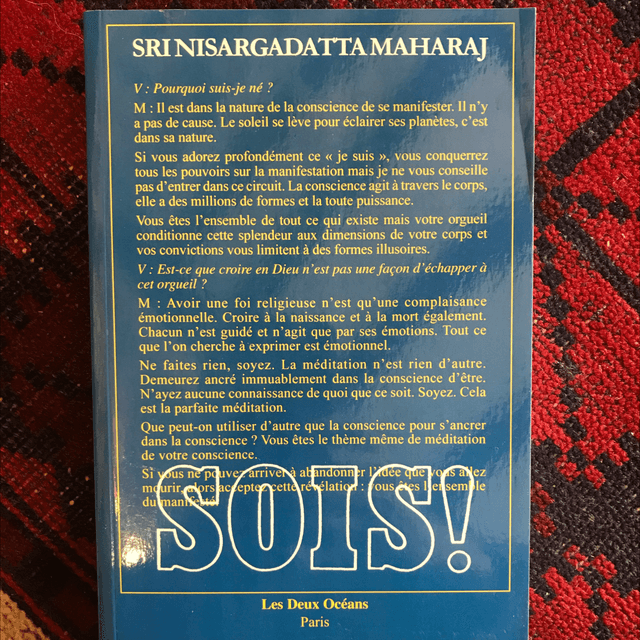 SRI NISARGADATTA MAHARAJ
V : Pourquoi suis-je né ?
M : Il est dans la nature de la conscience de se manifester. Il n'y
a pas de cause. Le soleil se lève pour éclairer ses planètes, c'est
dans sa nature.
Si vous adorez profondément ce « je suis », vous conquerrez
tous les pouvoirs sur la manifestation mais je ne vous conseille
pas d'entrer dans ce circuit. La conscience agit à travers le corps,
elle a des millions de formes et la toute puissance.
Vous êtes l'ensemble de tout ce qui existe mais votre orgueil
conditionne cette splendeur aux dimensions de votre corps et
vos convictions vous limitent à des formes illusoires.
V : Est-ce que croire en Dieu n'est pas une façon d'échapper à
cet orgueil ?
M : Avoir une foi religieuse n'est qu'une complaisance
émotionnelle. Croire à la naissance et à la mort également.
Chacun n'est guidé et n'agit que par ses émotions. Tout ce
que l'on cherche à exprimer est émotionnel.
Ne faites rien, soyez. La méditation n'est rien d'autre.
Demeurez ancré immuablement dans la conscience d'être.
N'ayez aucune connaissance de quoi que ce soit. Soyez. Cela
est la parfaite méditation.
Que peut-on utiliser d'autre que la conscience pour s'ancrer
dans la conscience ? Vous êtes le thème même de méditation
de votre conscience.
Si vous ne pouvez arriver à abandonner l'idée que vous allez
mourir, alors acceptez cette révélation : vous êtes l'ensemble
du manifesté.
SOIS!
Les Deux Océans
Paris